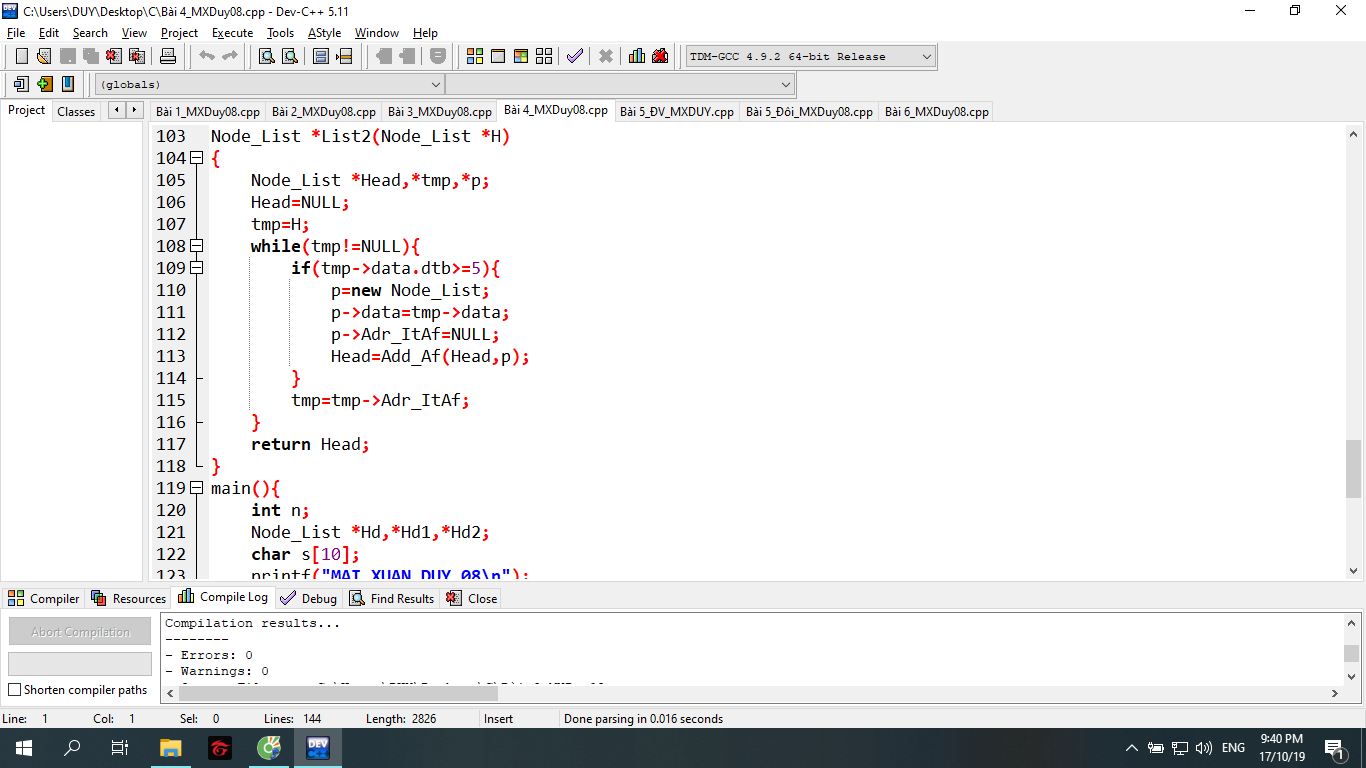 C:\Users\DUY\Desktop\C\Bài 4_MXDuy08.cpp - Dev-C++ 5.11
File Edit Search View Project Execute Tools AStyle Window Help
TDM-GCC 4.9.2 64-bit Release
(globals)
Project Classes Bài 1_MXDuy08.cpp Bài 2_MXDuy08.cpp Bài 3_MXDuy08.cpp Bài 4_MXDuy08.cpp Bài 5_ĐV_MXDUY.cpp Bài 5_Đôi_MXDuy08.cpp Bài 6_MXDuy08.cpp
103 Node_List *List2(Node_List *H)
104 {
105 Node_List *Head,*tmp,*p;
106 Head=NULL;
107 tmp=H;
108 while(tmp!=NULL){
109 if(tmp->data.dtb>=5){
110 p=new Node_List;
111 p->data=tmp->data;
112 p->Adr_ItAf=NULL;
113 Head=Add_Af(Head,p);
114 }
115 tmp=tmp->Adr_ItAf;
116 }
117 return Head;
118 }
119 main(){
120 int n;
121 Node_List *Hd,*Hd1,*Hd2;
122 char s[10];
123 printf("MAI XUAN DUY 08\n");
Compiler Resources Compile Log Debug Find Results Close
Abort Compilation
Shorten compiler paths
Compilation results...
--------
- Errors: 0
- Warnings: 0
Line: 1 Col: 1 Sel: 0 Lines: 144 Length: 2826 Insert Done parsing in 0.016 seconds
DEV
ENG
9:40 PM
17/10/19
1